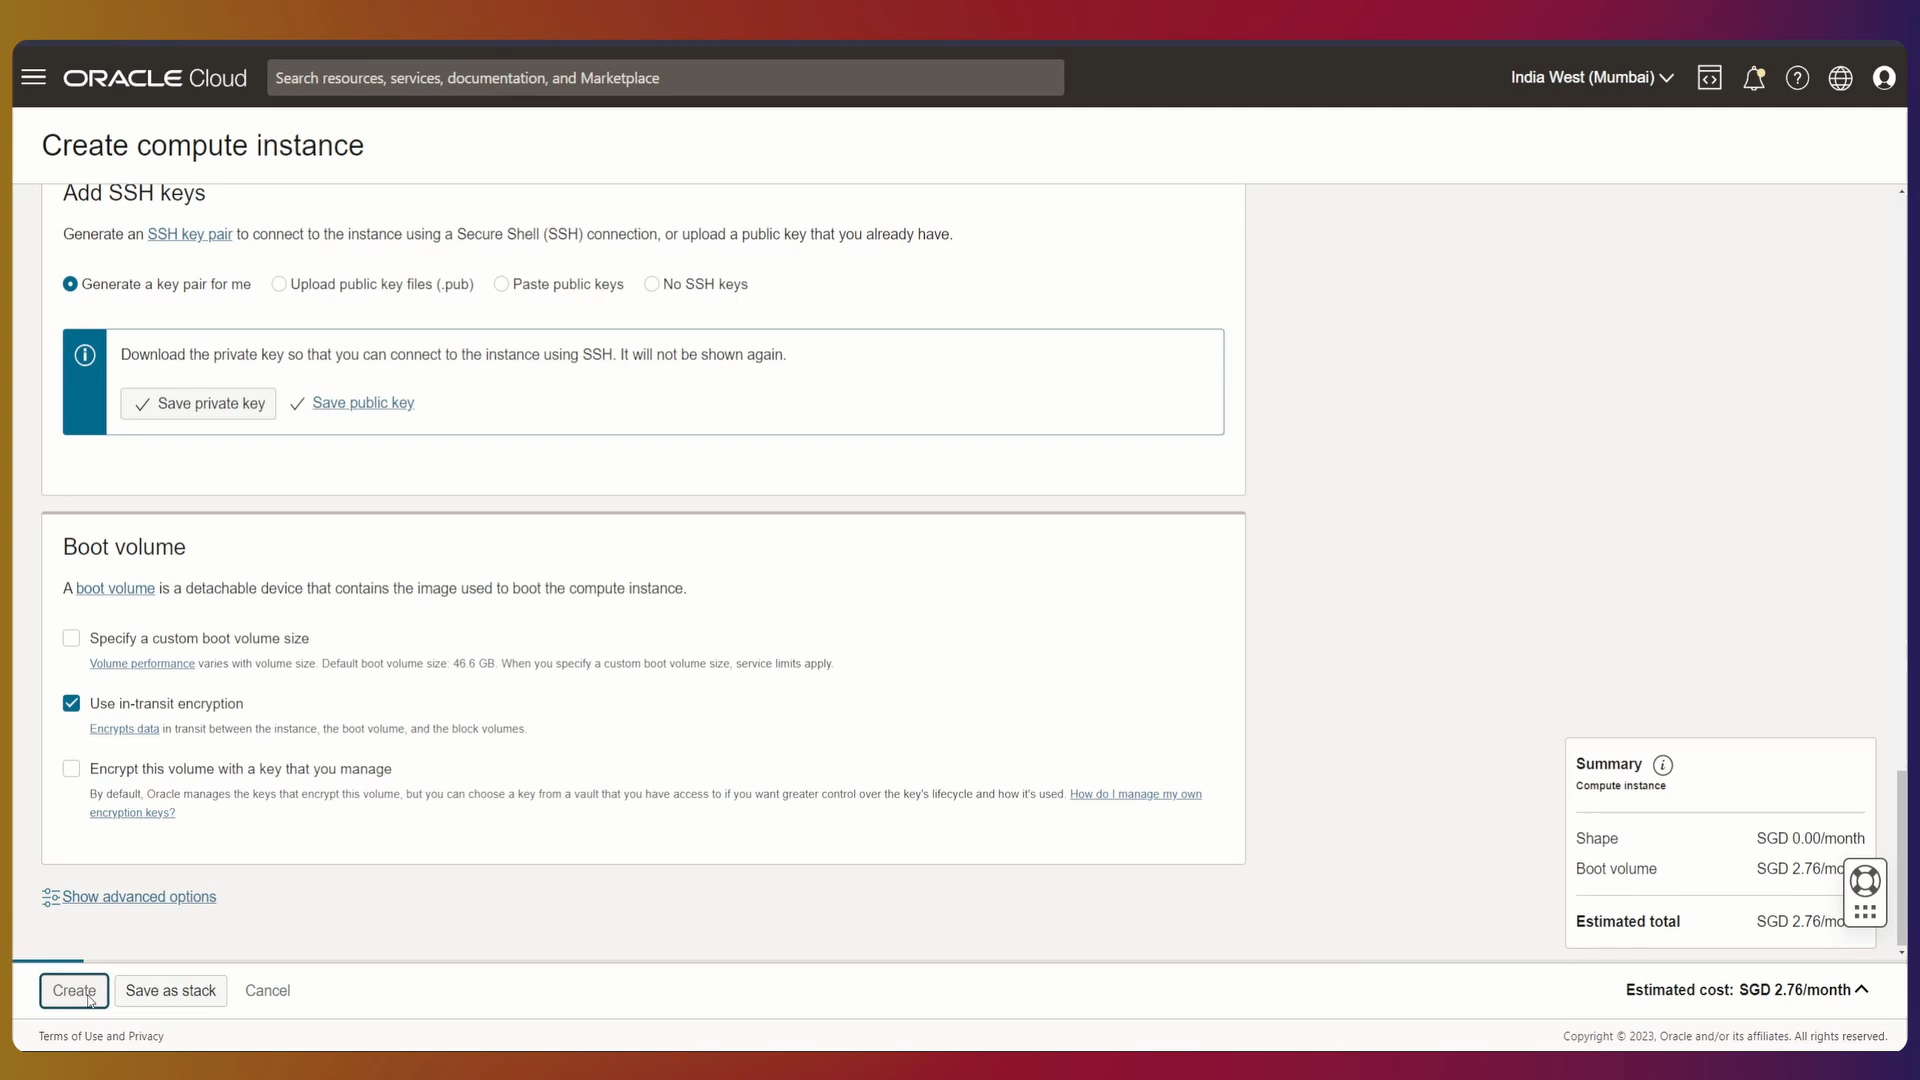 ORACLE Cloud
Search resources, services, documentation, and Marketplace
India West (Mumbai)
Create compute instance
Add SSH keys
Generate an SSH key pair to connect to the instance using a Secure Shell (SSH) connection, or upload a public key that you already have.
Generate a key pair for me
Upload public key files (.pub)
Paste public keys
No SSH keys
Download the private key so that you can connect to the instance using SSH. It will not be shown again.
Save private key
Save public key
Boot volume
A boot volume is a detachable device that contains the image used to boot the compute instance.
Specify a custom boot volume size
Volume performance varies with volume size. Default boot volume size: 46.6 GB. When you specify a custom boot volume size, service limits apply.
Use in-transit encryption
Encrypts data in transit between the instance, the boot volume, and the block volumes.
Encrypt this volume with a key that you manage
By default, Oracle manages the keys that encrypt this volume, but you can choose a key from a vault that you have access to if you want greater control over the key's lifecycle and how it's used. How do I manage my own
encryption keys?
Show advanced options
Summary
Compute instance
Shape SGD 0.00/month
Boot volume SGD 2.76/mo
Estimated total SGD 2.76/mo
Create
Save as stack
Cancel
Estimated cost: SGD 2.76/month
Terms of Use and Privacy
Copyright © 2023, Oracle and/or its affiliates. All rights reserved.